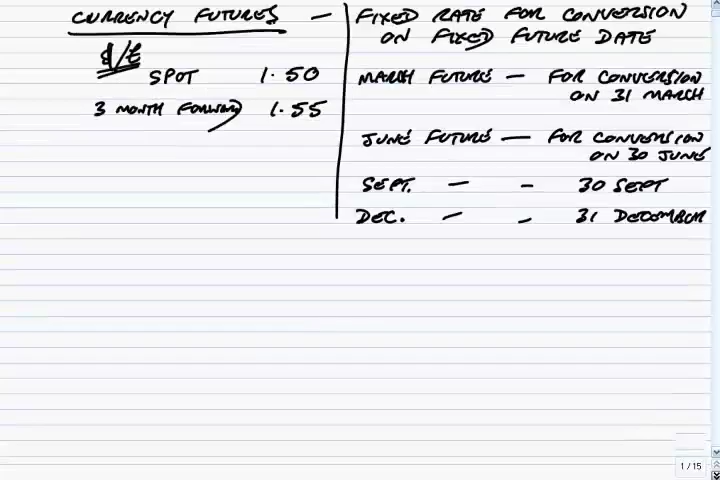 CURRENCY FUTURES —
$/£
SPOT 1.50
3 MONTH FORWARD 1.55
FIXED RATE FOR CONVERSION
ON FIXED FUTURE DATE
MARCH FUTURE — FOR CONVERSION
ON 31 MARCH
JUNE FUTURE — FOR CONVERSION
ON 30 JUNE
SEPT. — - 30 SEPT
DEC. — - 31 DECEMBER
1/15